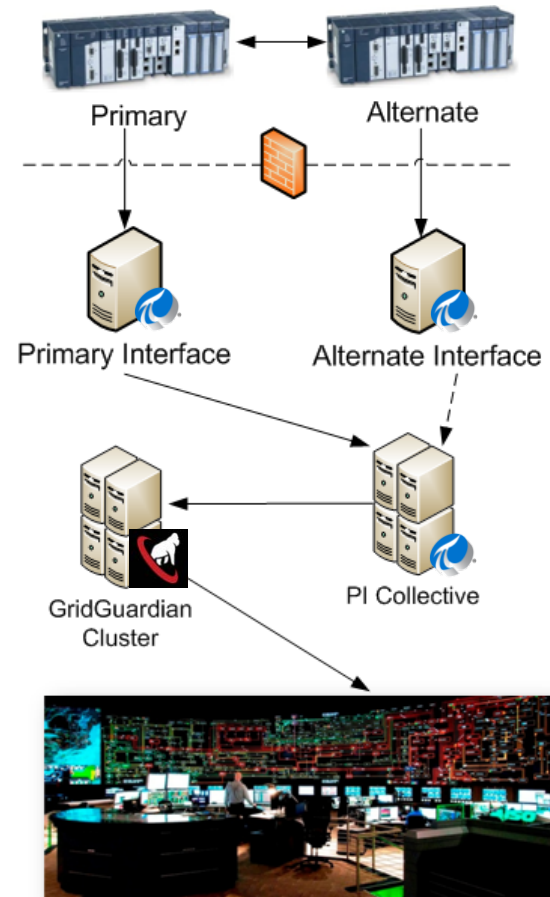 Primary
Alternate
Primary Interface
Alternate Interface
GridGuardian
Cluster
PI Collective